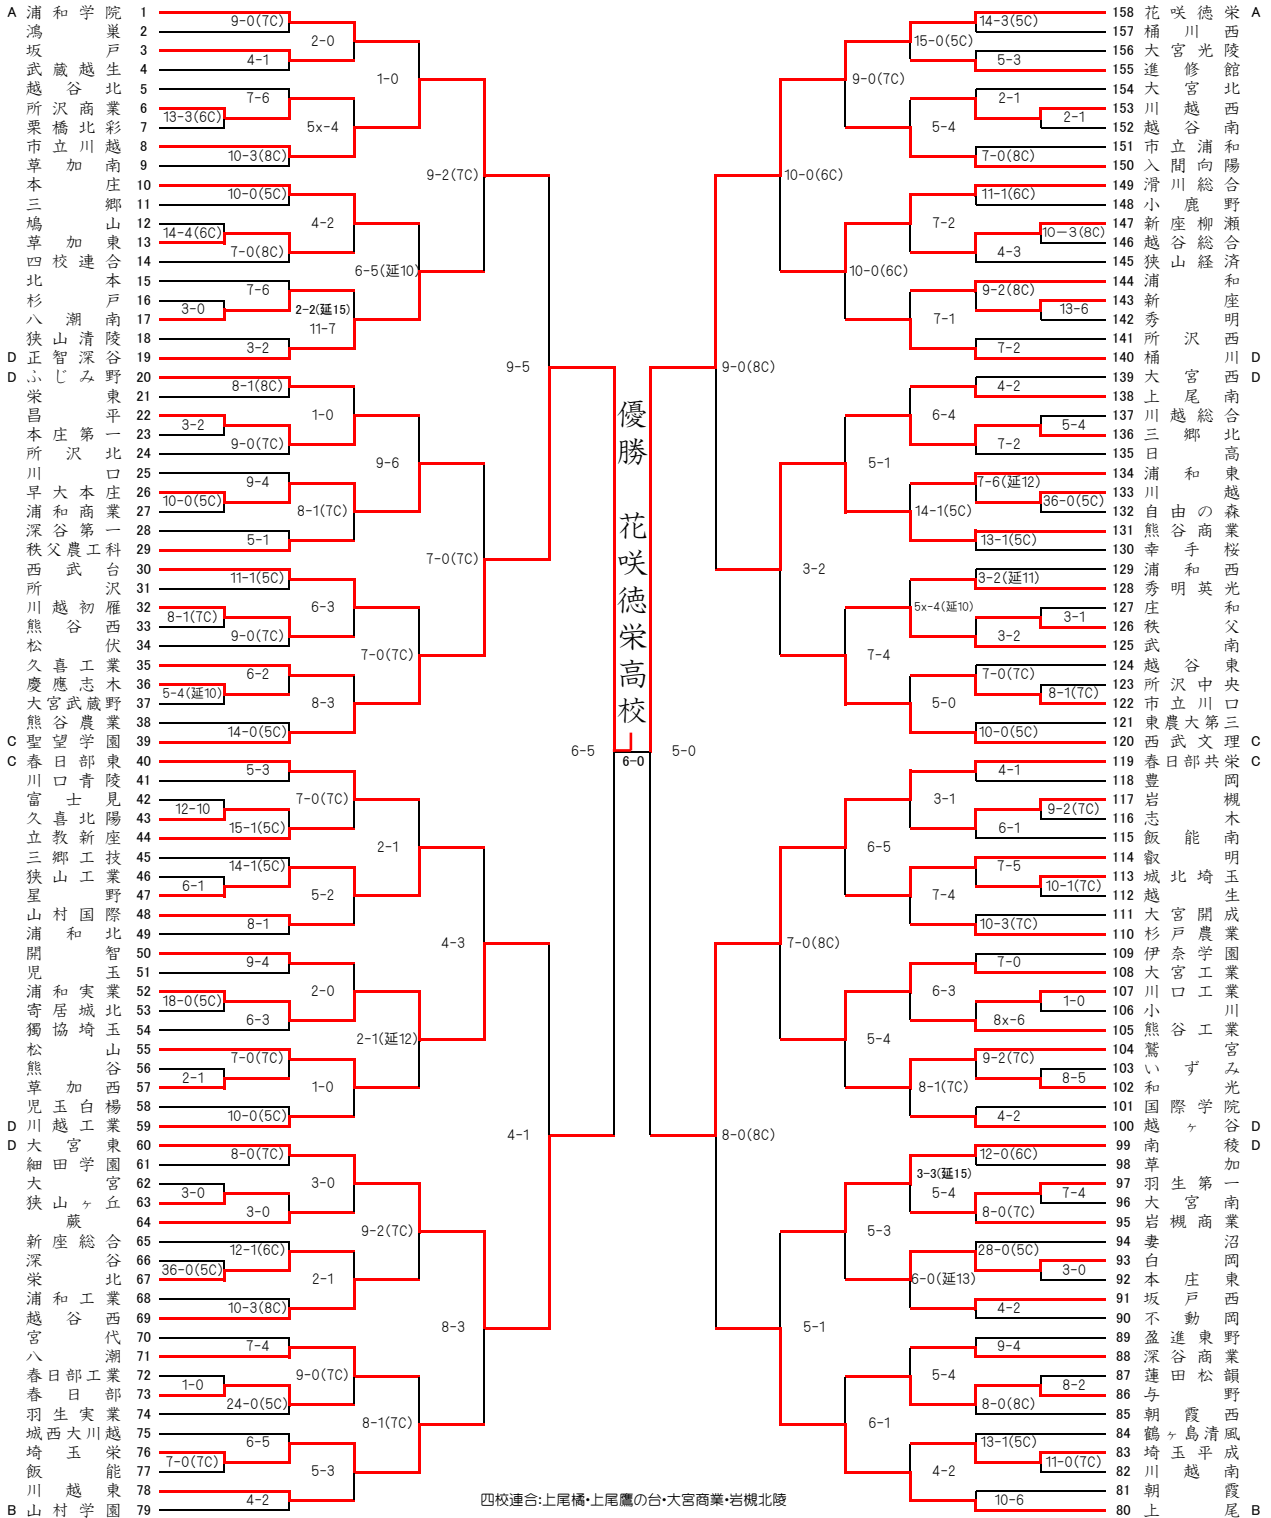 A 浦和学院 1
鴻巣 2
坂戸 3
武蔵越生 4
越谷北 5
所沢商業 6
栗橋北彩 7
市立川越 8
草加南 9
本庄 10
三郷 11
鳩山 12
草加東 13
四校連合 14
北本 15
杉戸 16
八潮南 17
狭山清陵 18
D 正智深谷 19
D ふじみ野 20
栄東 21
昌平 22
本庄第一 23
所沢北 24
川口 25
早大本庄 26
浦和商業 27
深谷第一 28
秩父農工科 29
西武台 30
所沢 31
川越初雁 32
熊谷西 33
松伏 34
久喜工業 35
慶應志木 36
大宮武蔵野 37
熊谷農業 38
C 聖望学園 39
C 春日部東 40
川口青陵 41
富士見 42
久喜北陽 43
立教新座 44
三郷工技 45
狭山工業 46
星野 47
山村国際 48
浦和北 49
開智 50
児玉 51
浦和実業 52
寄居城北 53
獨協埼玉 54
松山 55
熊谷 56
草加西 57
児玉白楊 58
D 川越工業 59
D 大宮東 60
細田学園 61
大宮 62
狭山ヶ丘 63
蕨 64
新座総合 65
深谷 66
栄北 67
浦和工業 68
越谷西 69
宮代 70
八潮 71
春日部工業 72
春日部 73
羽生実業 74
城西大川越 75
埼玉栄 76
飯能 77
川越東 78
B 山村学園 79
13-3(6C)
14-4(6C)
3-0
3-2
10-0(5C)
8-1(7C)
5-4(延10)
12-10
6-1
18-0(5C)
2-1
3-0
36-0(5C)
1-0
7-0(7C)
9-0(7C)
4-1
7-6
10-3(8C)
10-0(5C)
7-0(8C)
7-6
3-2
8-1(8C)
9-0(7C)
9-4
5-1
11-1(5C)
9-0(7C)
6-2
14-0(5C)
5-3
15-1(5C)
14-1(5C)
8-1
9-4
6-3
7-0(7C)
10-0(5C)
8-0(7C)
3-0
12-1(6C)
10-3(8C)
7-4
24-0(5C)
6-5
4-2
2-0
5x-4
4-2
2-2(延15)
11-7
1-0
8-1(7C)
6-3
8-3
7-0(7C)
5-2
2-0
1-0
3-0
2-1
9-0(7C)
5-3
1-0
6-5(延10)
9-6
7-0(7C)
2-1
2-1(延12)
9-2(7C)
8-1(7C)
9-2(7C)
7-0(7C)
4-3
8-3
9-5
4-1
6-5
優勝 花咲徳栄高校
6-0
5-0
9-0(8C)
8-0(8C)
10-0(6C)
3-2
7-0(8C)
5-1
9-0(7C)
10-0(6C)
5-1
7-4
6-5
5-4
5-3
6-1
15-0(5C)
5-4
7-2
7-1
6-4
14-1(5C)
5x-4(延10)
5-0
3-1
7-4
6-3
8-1(7C)
3-3(延15)
5-4
6-0(延13)
5-4
4-2
14-3(5C)
5-3
2-1
7-0(8C)
11-1(6C)
4-3
9-2(8C)
7-2
4-2
7-2
7-6(延12)
13-1(5C)
3-2(延11)
3-2
7-0(7C)
10-0(5C)
4-1
6-1
7-5
10-3(7C)
7-0
8x-6
9-2(7C)
4-2
12-0(6C)
8-0(7C)
28-0(5C)
4-2
9-4
8-0(8C)
13-1(5C)
10-6
2-1
10-3(8C)
13-6
5-4
36-0(5C)
3-1
8-1(7C)
9-2(7C)
10-1(7C)
1-0
8-5
7-4
3-0
8-2
11-0(7C)
158 花咲徳栄 A
157 桶川西
156 大宮光陵
155 進修館
154 大宮北
153 川越西
152 越谷南
151 市立浦和
150 入間向陽
149 滑川総合
148 小鹿野
147 新座柳瀬
146 越谷総合
145 狭山経済
144 浦和
143 新座
142 秀明
141 所沢西
140 桶川 D
139 大宮西 D
138 上尾南
137 川越総合
136 三郷北
135 日高
134 浦和東
133 川越
132 自由の森
131 熊谷商業
130 幸手桜
129 浦和西
128 秀明英光
127 庄和
126 秩父
125 武南
124 越谷東
123 所沢中央
122 市立川口
121 東農大第三
120 西武文理 C
119 春日部共栄 C
118 豊岡
117 岩槻
116 志木
115 飯能南
114 叡明
113 城北埼玉
112 越生
111 大宮開成
110 杉戸農業
109 伊奈学園
108 大宮工業
107 川口工業
106 小川
105 熊谷工業
104 鷲宮
103 いずみ
102 和光
101 国際学院
100 越ヶ谷 D
99 南稜 D
98 草加
97 羽生第一
96 大宮南
95 岩槻商業
94 妻沼
93 白岡
92 本庄東
91 坂戸西
90 不動岡
89 盈進東野
88 深谷商業
87 蓮田松韻
86 与野
85 朝霞西
84 鶴ヶ島清風
83 埼玉平成
82 川越南
81 朝霞
80 上尾 B
四校連合:上尾橘・上尾鷹の台・大宮商業・岩槻北陵